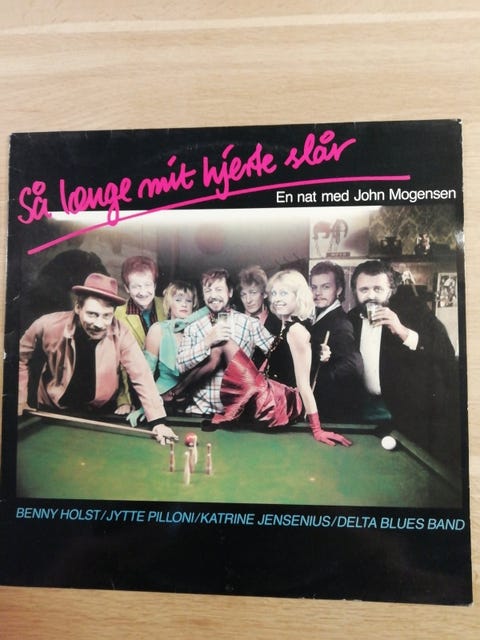 Så længe mit hjerte slår
En nat med John Mogensen
BENNY HOLST/JYTTE PILLONI/KATRINE JENSENIUS/DELTA BLUES BAND